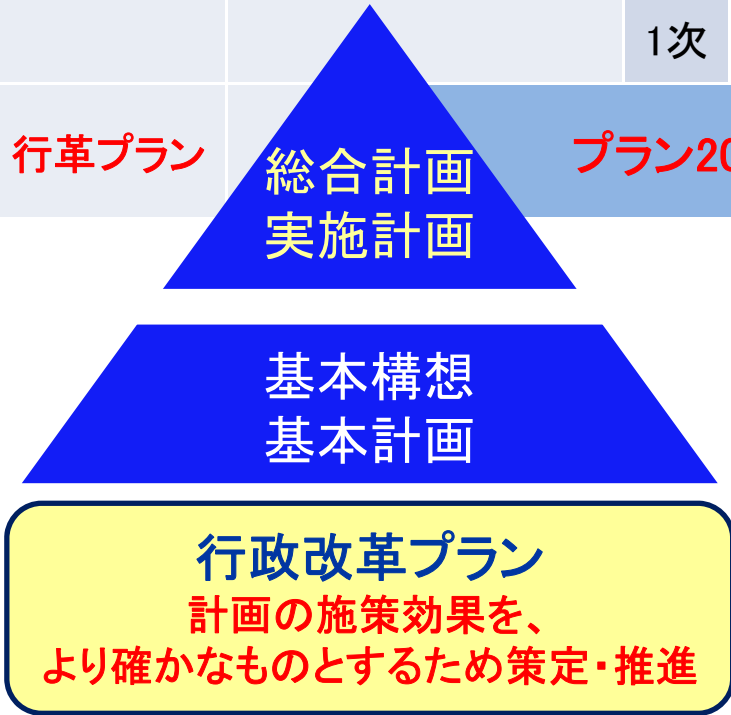 1次
行革プラン
プラン20
総合計画
実施計画
基本構想
基本計画
行政改革プラン
計画の施策効果を、
より確かなものとするため策定・推進